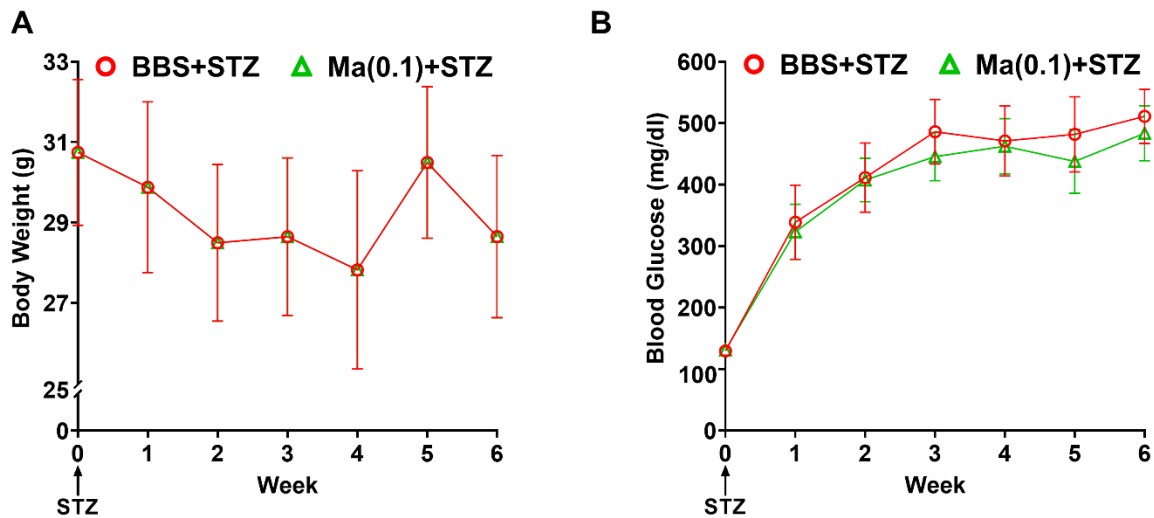 A
BBS+STZ Ma(0.1)+STZ
33
31
29
27
25
0
Body Weight (g)
0 1 2 3 4 5 6
Week
STZ
B
BBS+STZ Ma(0.1)+STZ
600
500
400
300
200
100
0
Blood Glucose (mg/dl)
0 1 2 3 4 5 6
Week
STZ